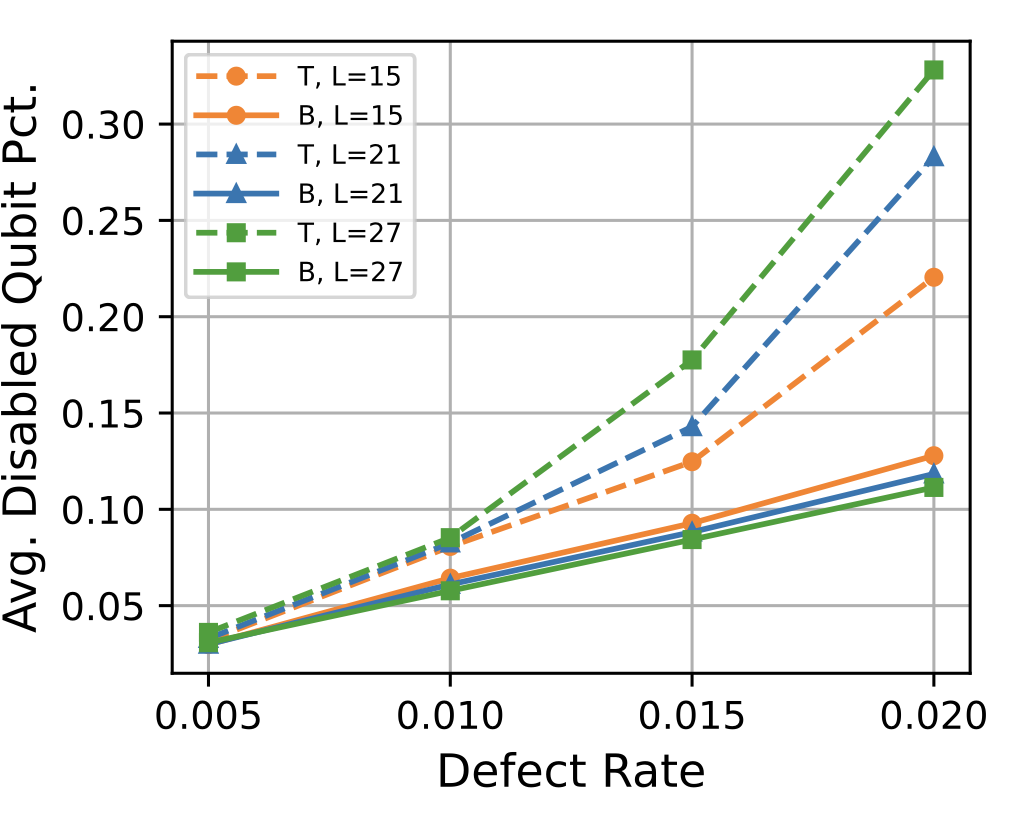 Avg. Disabled Qubit Pct.
0.30
0.25
0.20
0.15
0.10
0.05
T, L=15
B, L=15
T, L=21
B, L=21
T, L=27
B, L=27
0.005 0.010 0.015 0.020
Defect Rate